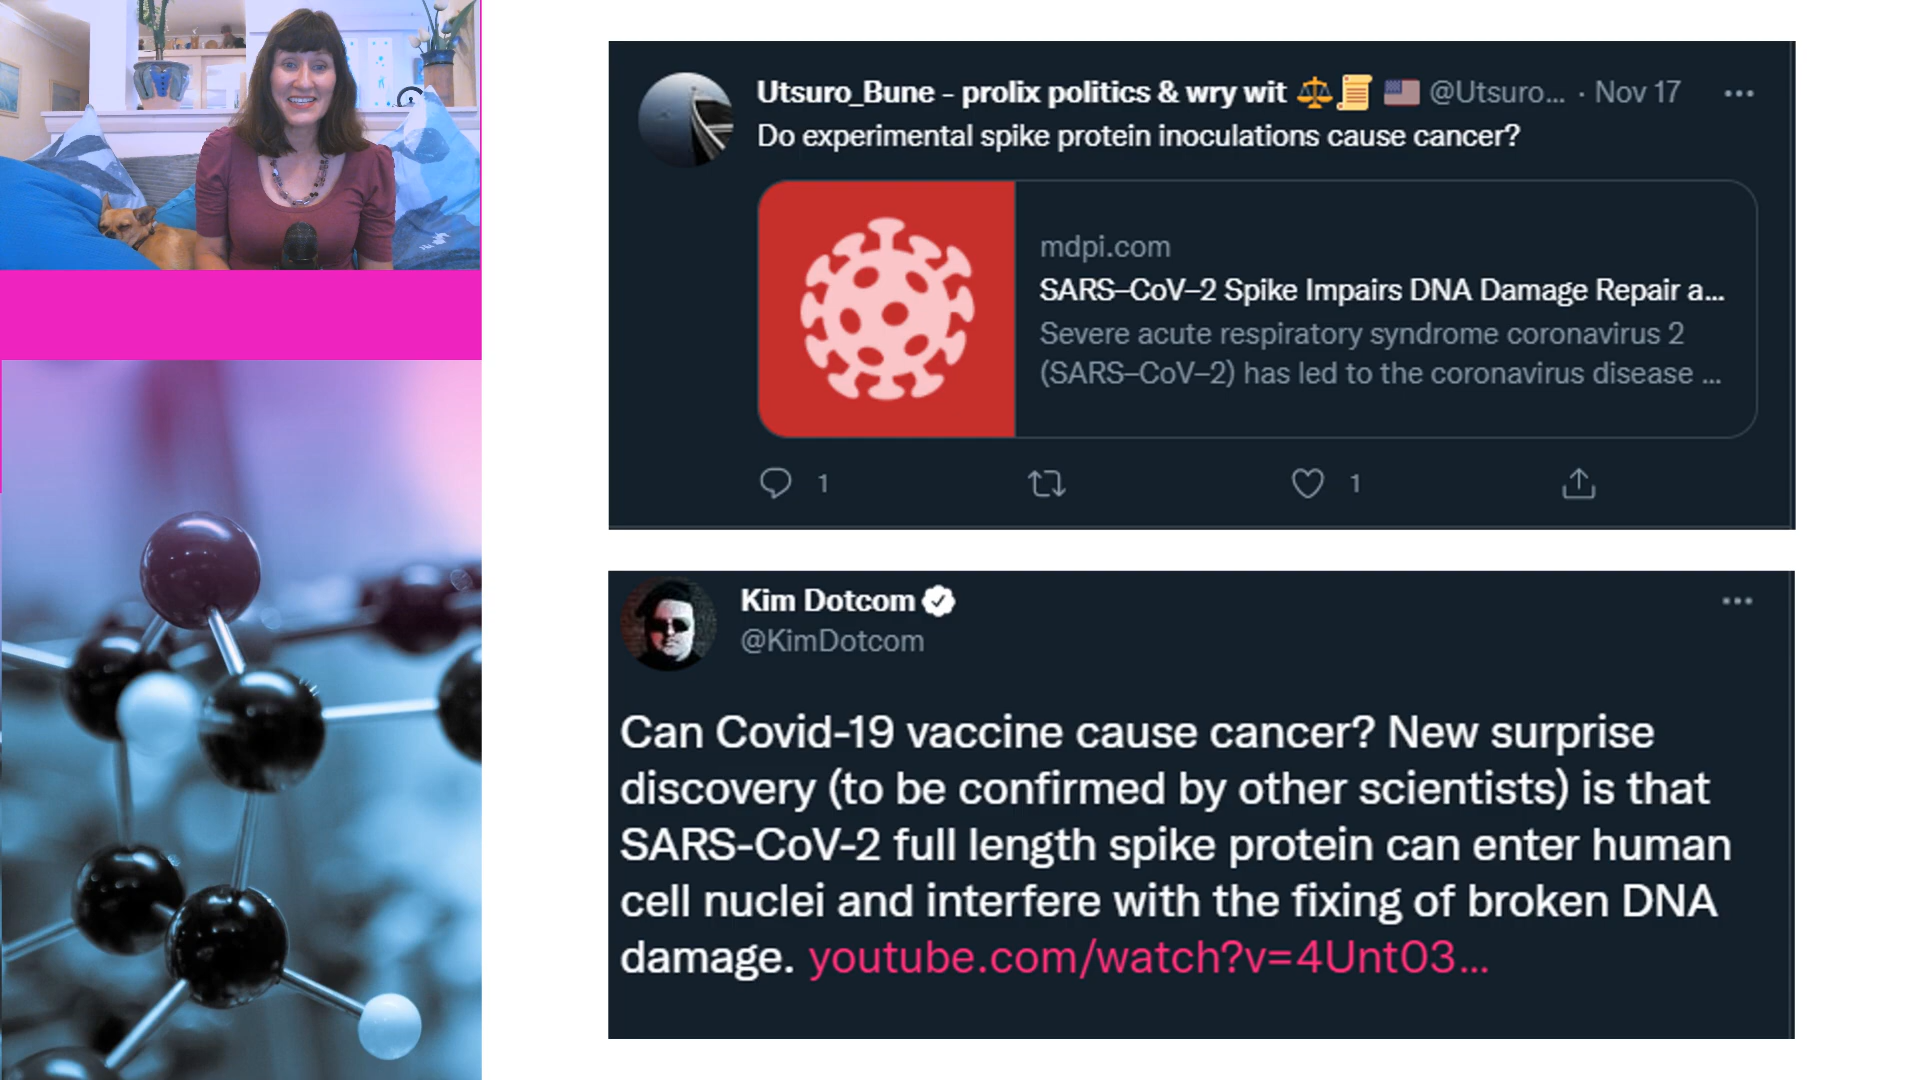 Utsuro_Bune - prolix politics & wry wit ⚖️📜 🇺🇸 @Utsuro... · Nov 17
Do experimental spike protein inoculations cause cancer?
mdpi.com
SARS–CoV–2 Spike Impairs DNA Damage Repair a...
Severe acute respiratory syndrome coronavirus 2
(SARS–CoV–2) has led to the coronavirus disease ...
1
1
Kim Dotcom
@KimDotcom
Can Covid-19 vaccine cause cancer? New surprise
discovery (to be confirmed by other scientists) is that
SARS-CoV-2 full length spike protein can enter human
cell nuclei and interfere with the fixing of broken DNA
damage. youtube.com/watch?v=4UntO3...